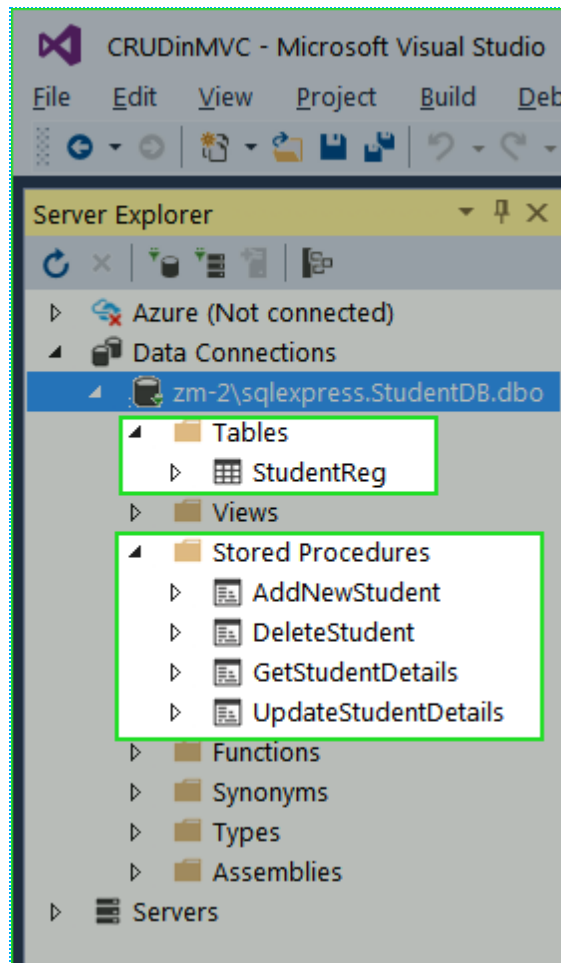 CRUDinMVC - Microsoft Visual Studio
File Edit View Project Build Deb
Server Explorer
Azure (Not connected)
Data Connections
zm-2\sqlexpress.StudentDB.dbo
Tables
StudentReg
Views
Stored Procedures
AddNewStudent
DeleteStudent
GetStudentDetails
UpdateStudentDetails
Functions
Synonyms
Types
Assemblies
Servers